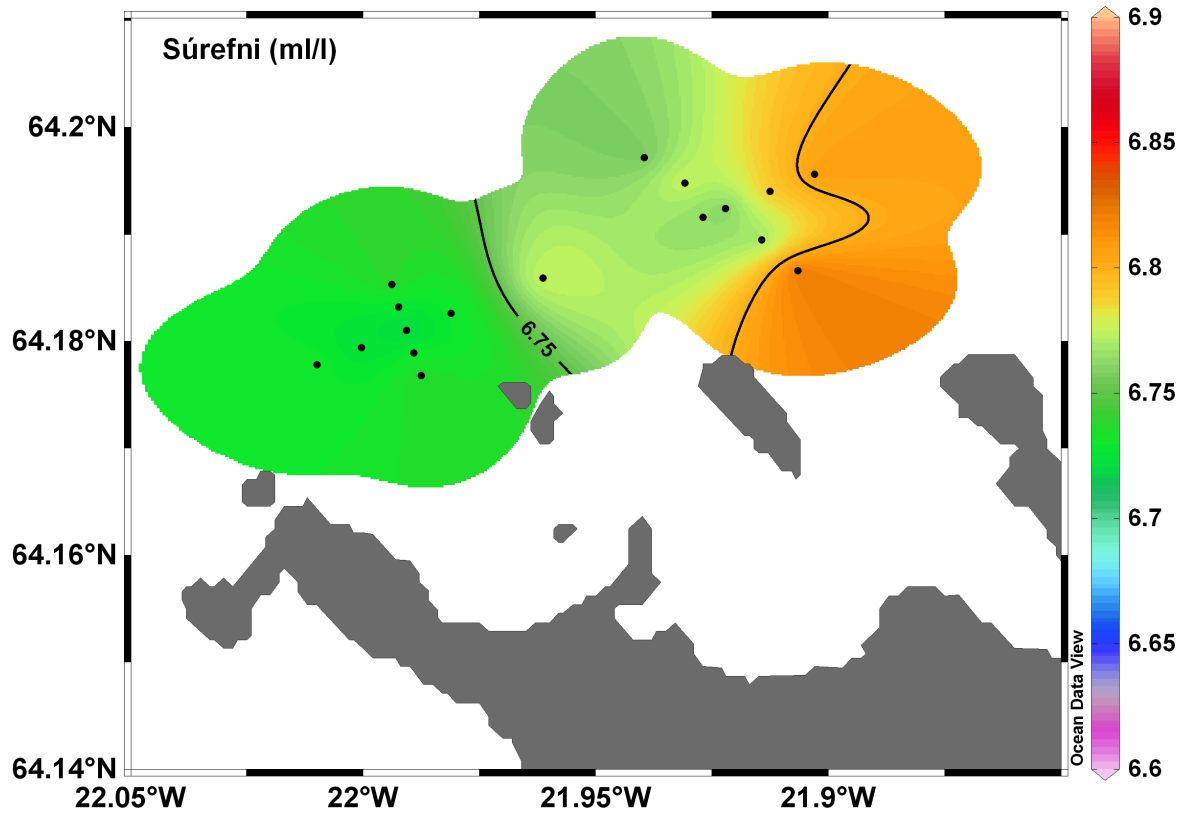 Súrefni (ml/l)
64.2°N
64.18°N
64.16°N
64.14°N
22.05°W
22°W
21.95°W
21.9°W
6.75
Ocean Data View
6.9
6.85
6.8
6.75
6.7
6.65
6.6